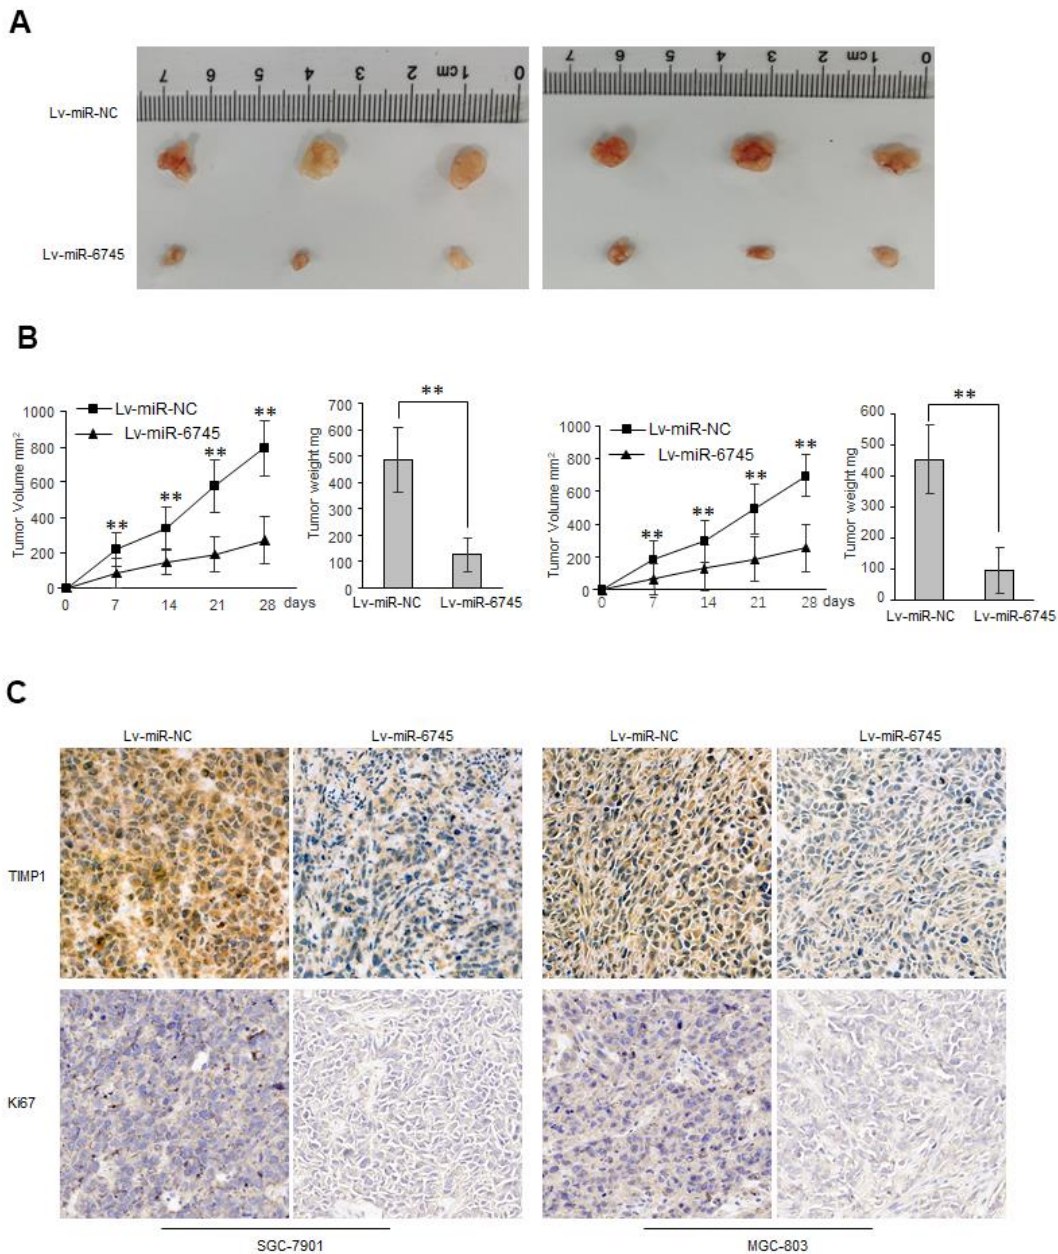 A
7 6 5 4 3 2 1cm 0
7 6 5 4 3 2 1cm 0
Lv-miR-NC
Lv-miR-6745
B
Lv-miR-NC
Lv-miR-6745
Tumor Volume mm²
1000
800
600
400
200
0
** ** ** **
0 7 14 21 28 days
Tumor weight mg
700
600
500
400
300
200
100
0
**
Lv-miR-NC Lv-miR-6745
Lv-miR-NC
Lv-miR-6745
Tumor Volume mm²
1000
800
600
400
200
0
** ** ** **
0 7 14 21 28 days
Tumor weight mg
600
500
400
300
200
100
0
**
Lv-miR-NC Lv-miR-6745
C
Lv-miR-NC Lv-miR-6745 Lv-miR-NC Lv-miR-6745
TIMP1
Ki67
SGC-7901 MGC-803